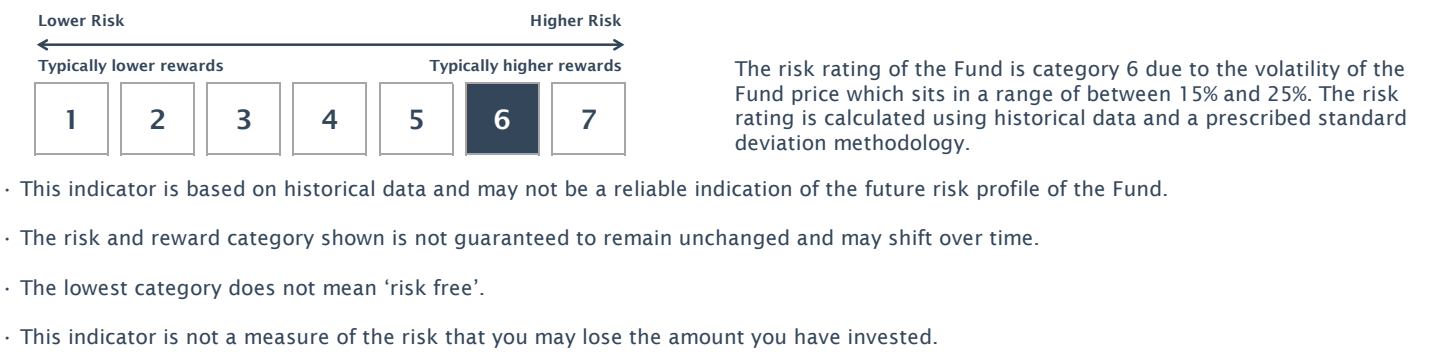 Lower Risk Higher Risk
Typically lower rewards Typically higher rewards
1 2 3 4 5 6 7
The risk rating of the Fund is category 6 due to the volatility of the
Fund price which sits in a range of between 15% and 25%. The risk
rating is calculated using historical data and a prescribed standard
deviation methodology.
· This indicator is based on historical data and may not be a reliable indication of the future risk profile of the Fund.
· The risk and reward category shown is not guaranteed to remain unchanged and may shift over time.
· The lowest category does not mean ‘risk free’.
· This indicator is not a measure of the risk that you may lose the amount you have invested.